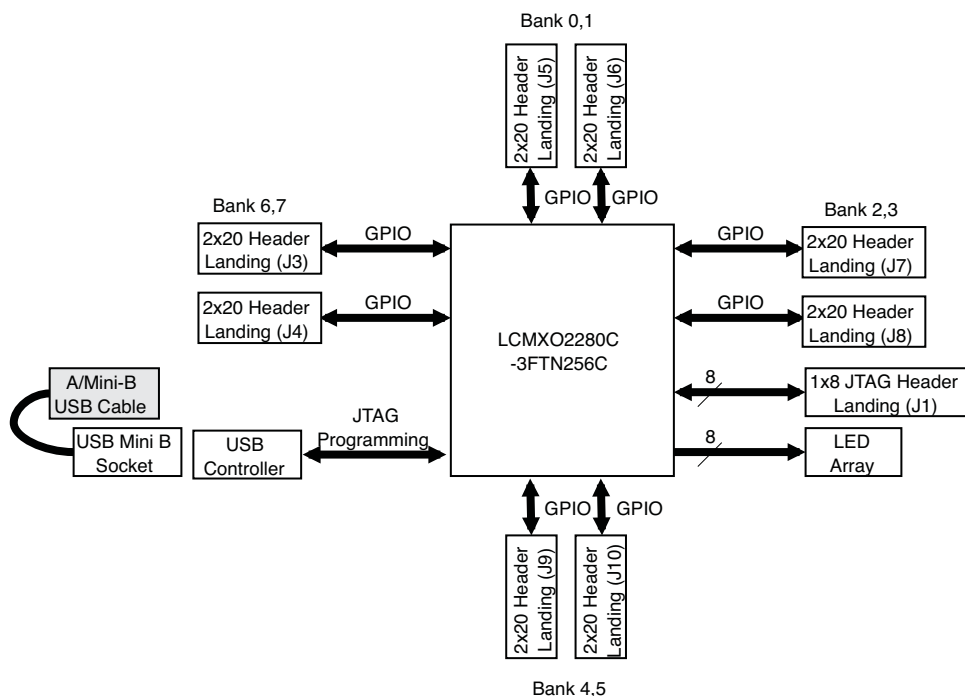 Bank 0,1
2x20 Header
Landing (J5)
2x20 Header
Landing (J6)
GPIO
GPIO
Bank 6,7
2x20 Header
Landing (J3)
GPIO
2x20 Header
Landing (J4)
GPIO
Bank 2,3
GPIO
2x20 Header
Landing (J7)
GPIO
2x20 Header
Landing (J8)
LCMXO2280C
-3FTN256C
8
1x8 JTAG Header
Landing (J1)
8
LED
Array
A/Mini-B
USB Cable
USB Mini B
Socket
USB
Controller
JTAG
Programming
GPIO
GPIO
2x20 Header
Landing (J9)
2x20 Header
Landing (J10)
Bank 4,5